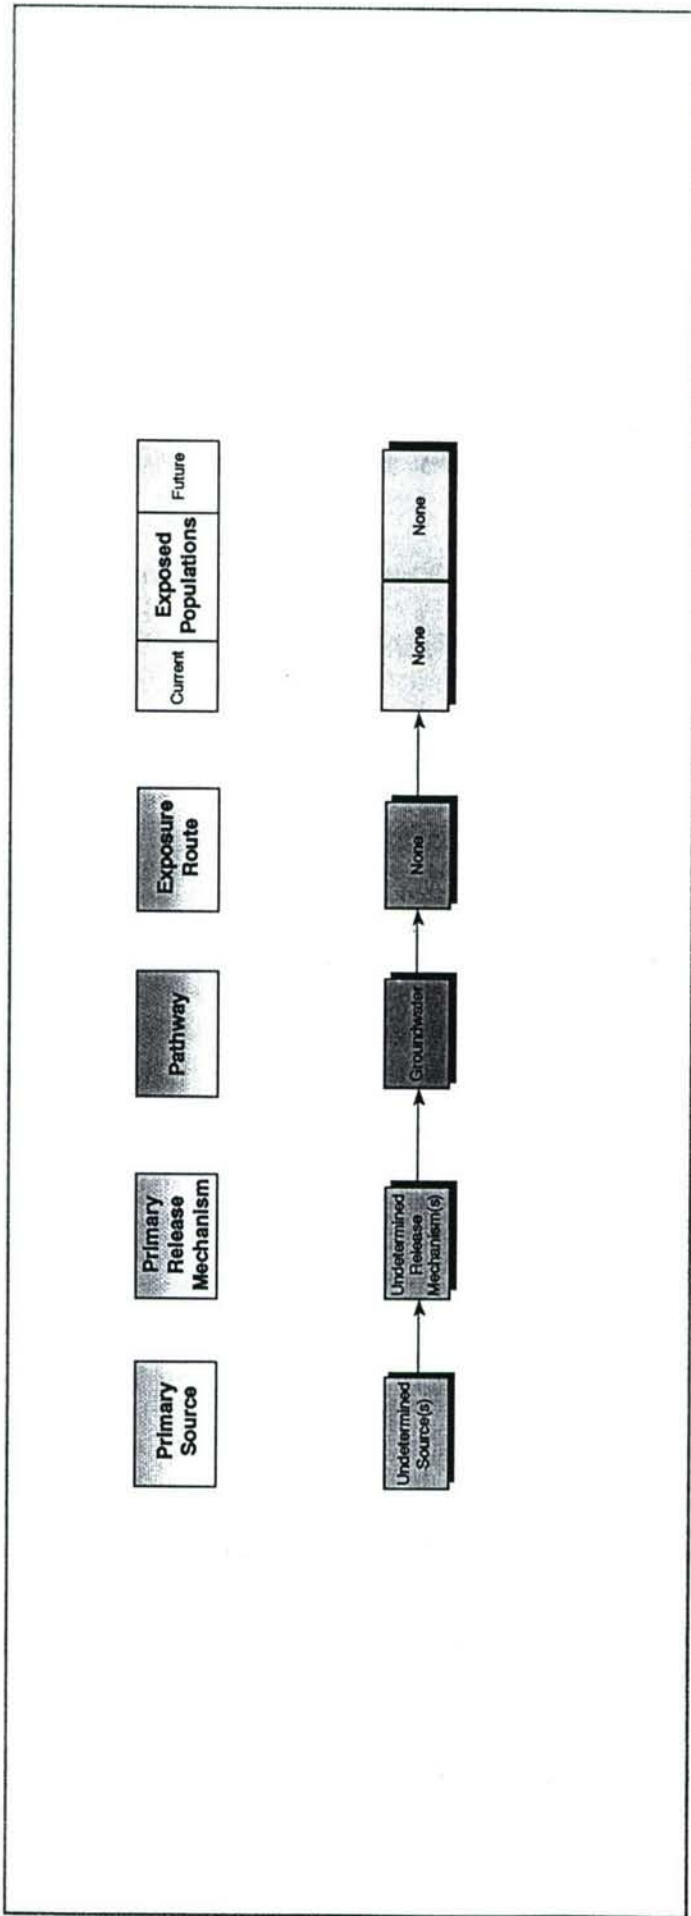 Primary
Source
Primary
Release
Mechanism
Pathway
Exposure
Route
Current
Exposed
Populations
Future
Undetermined
Source(s)
Undetermined
Release
Mechanism(s)
Groundwater
None
None
None